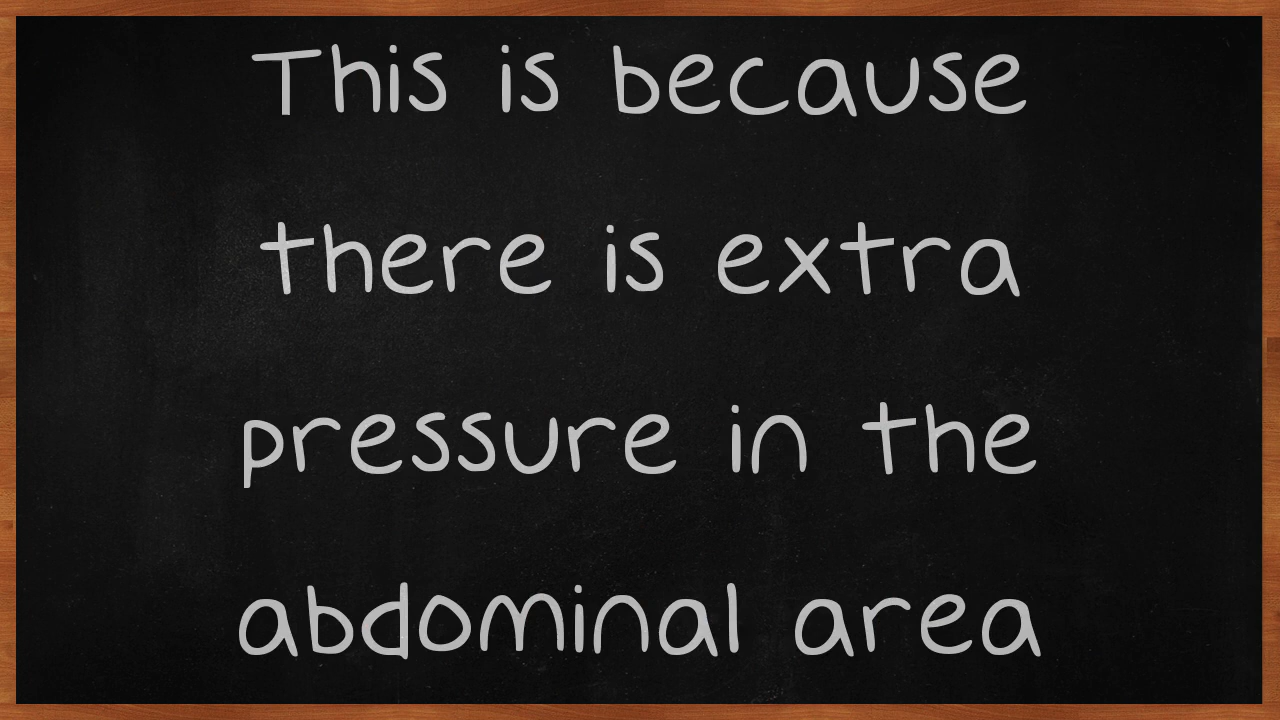 This is because
there is extra
pressure in the
abdominal area